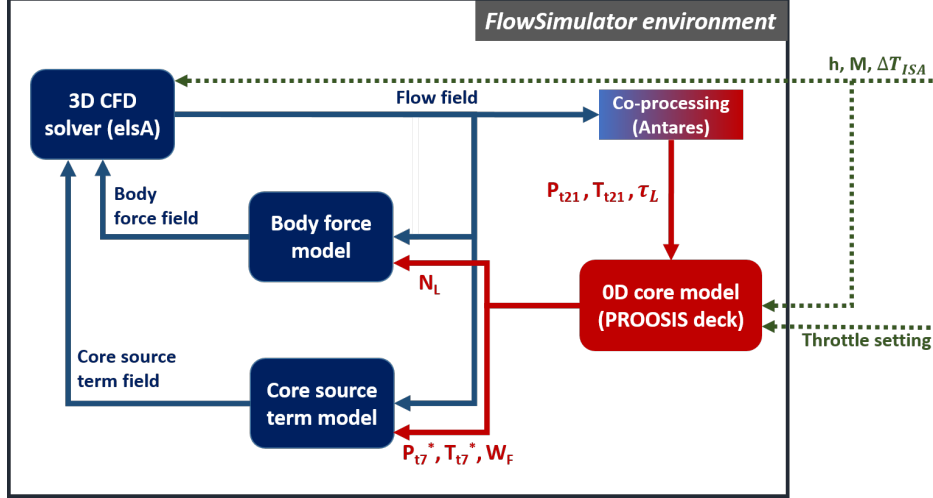 FlowSimulator environment
h, M, ΔT_ISA
3D CFD
solver (elsA)
Flow field
Co-processing
(Antares)
P_t21, T_t21, τ_L
Body
force field
Body force
model
N_L
0D core model
(PROOSIS deck)
Throttle setting
Core source
term field
Core source
term model
P_t7*, T_t7*, W_F